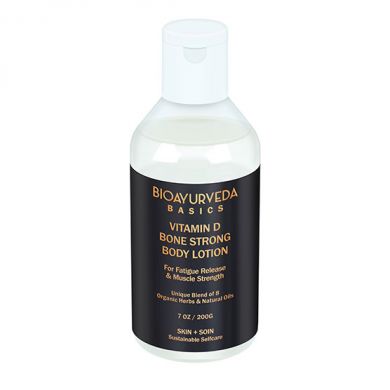 BIOAYURVEDA
BASICS
VITAMIN D
BONE STRONG
BODY LOTION
For Fatigue Release
& Muscle Strength
Unique Blend of 8
Organic Herbs & Natural Oils
7 OZ / 200G
SKIN + SOIN
Sustainable Selfcare